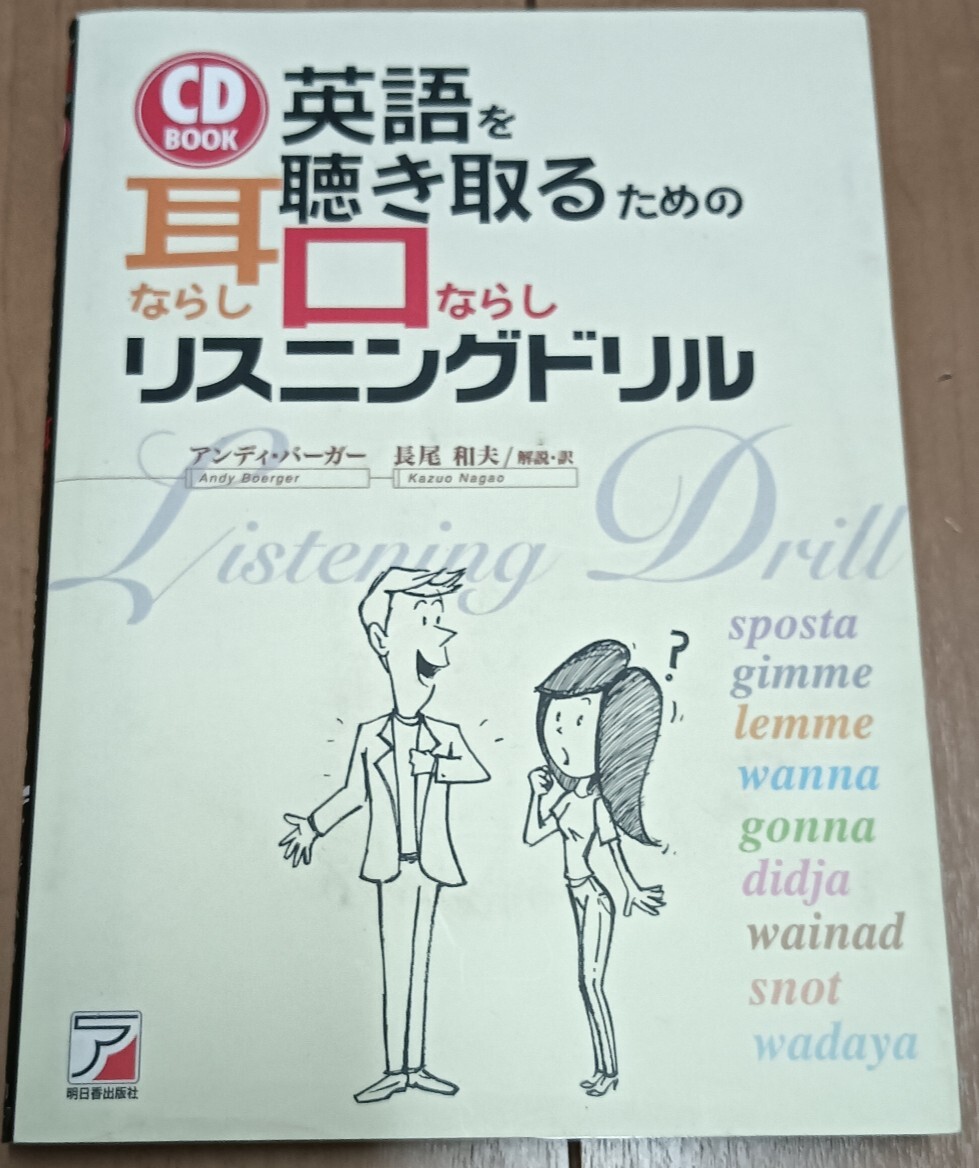 CD
BOOK
英語を
聴き取るための
耳ならし口ならし
リスニングドリル
アンディ・バーガー 長尾 和夫/解説・訳
Andy Boerger Kazuo Nagao
Listening Drill
?
sposta
gimme
lemme
wanna
gonna
didja
wainad
snot
wadaya
ア
明日香出版社